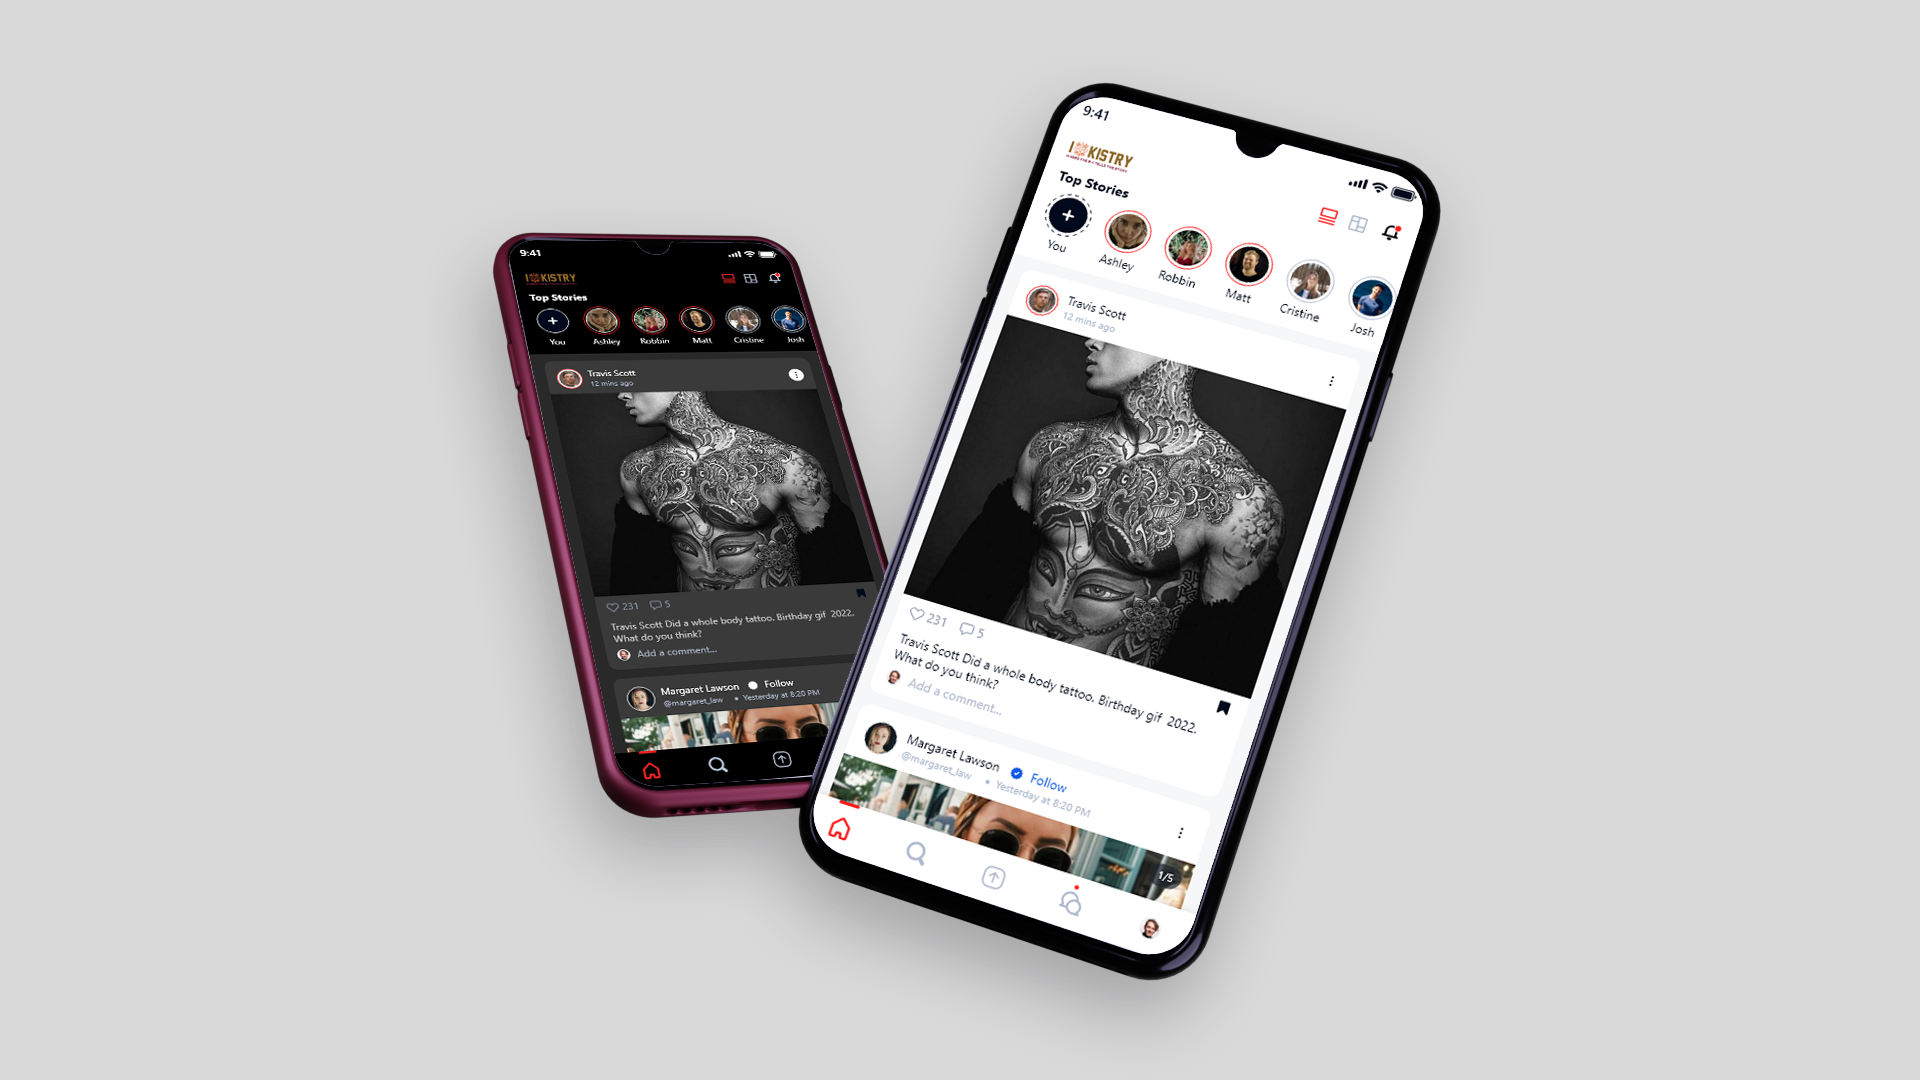 9:41
KISTRY
Top Stories
You
Ashley
Robbin
Matt
Cristine
Josh
Travis Scott
12 mins ago
231
5
Travis Scott Did a whole body tattoo. Birthday gif 2022.
What do you think?
Add a comment...
Margaret Lawson
Follow
@margaret_law
Yesterday at 8:20 PM
9:41
KISTRY
Top Stories
You
Ashley
Robbin
Matt
Cristine
Josh
Travis Scott
12 mins ago
231
5
Travis Scott Did a whole body tattoo. Birthday gif 2022.
What do you think?
Add a comment...
Margaret Lawson
Follow
@margaret_law
Yesterday at 8:20 PM
1/5